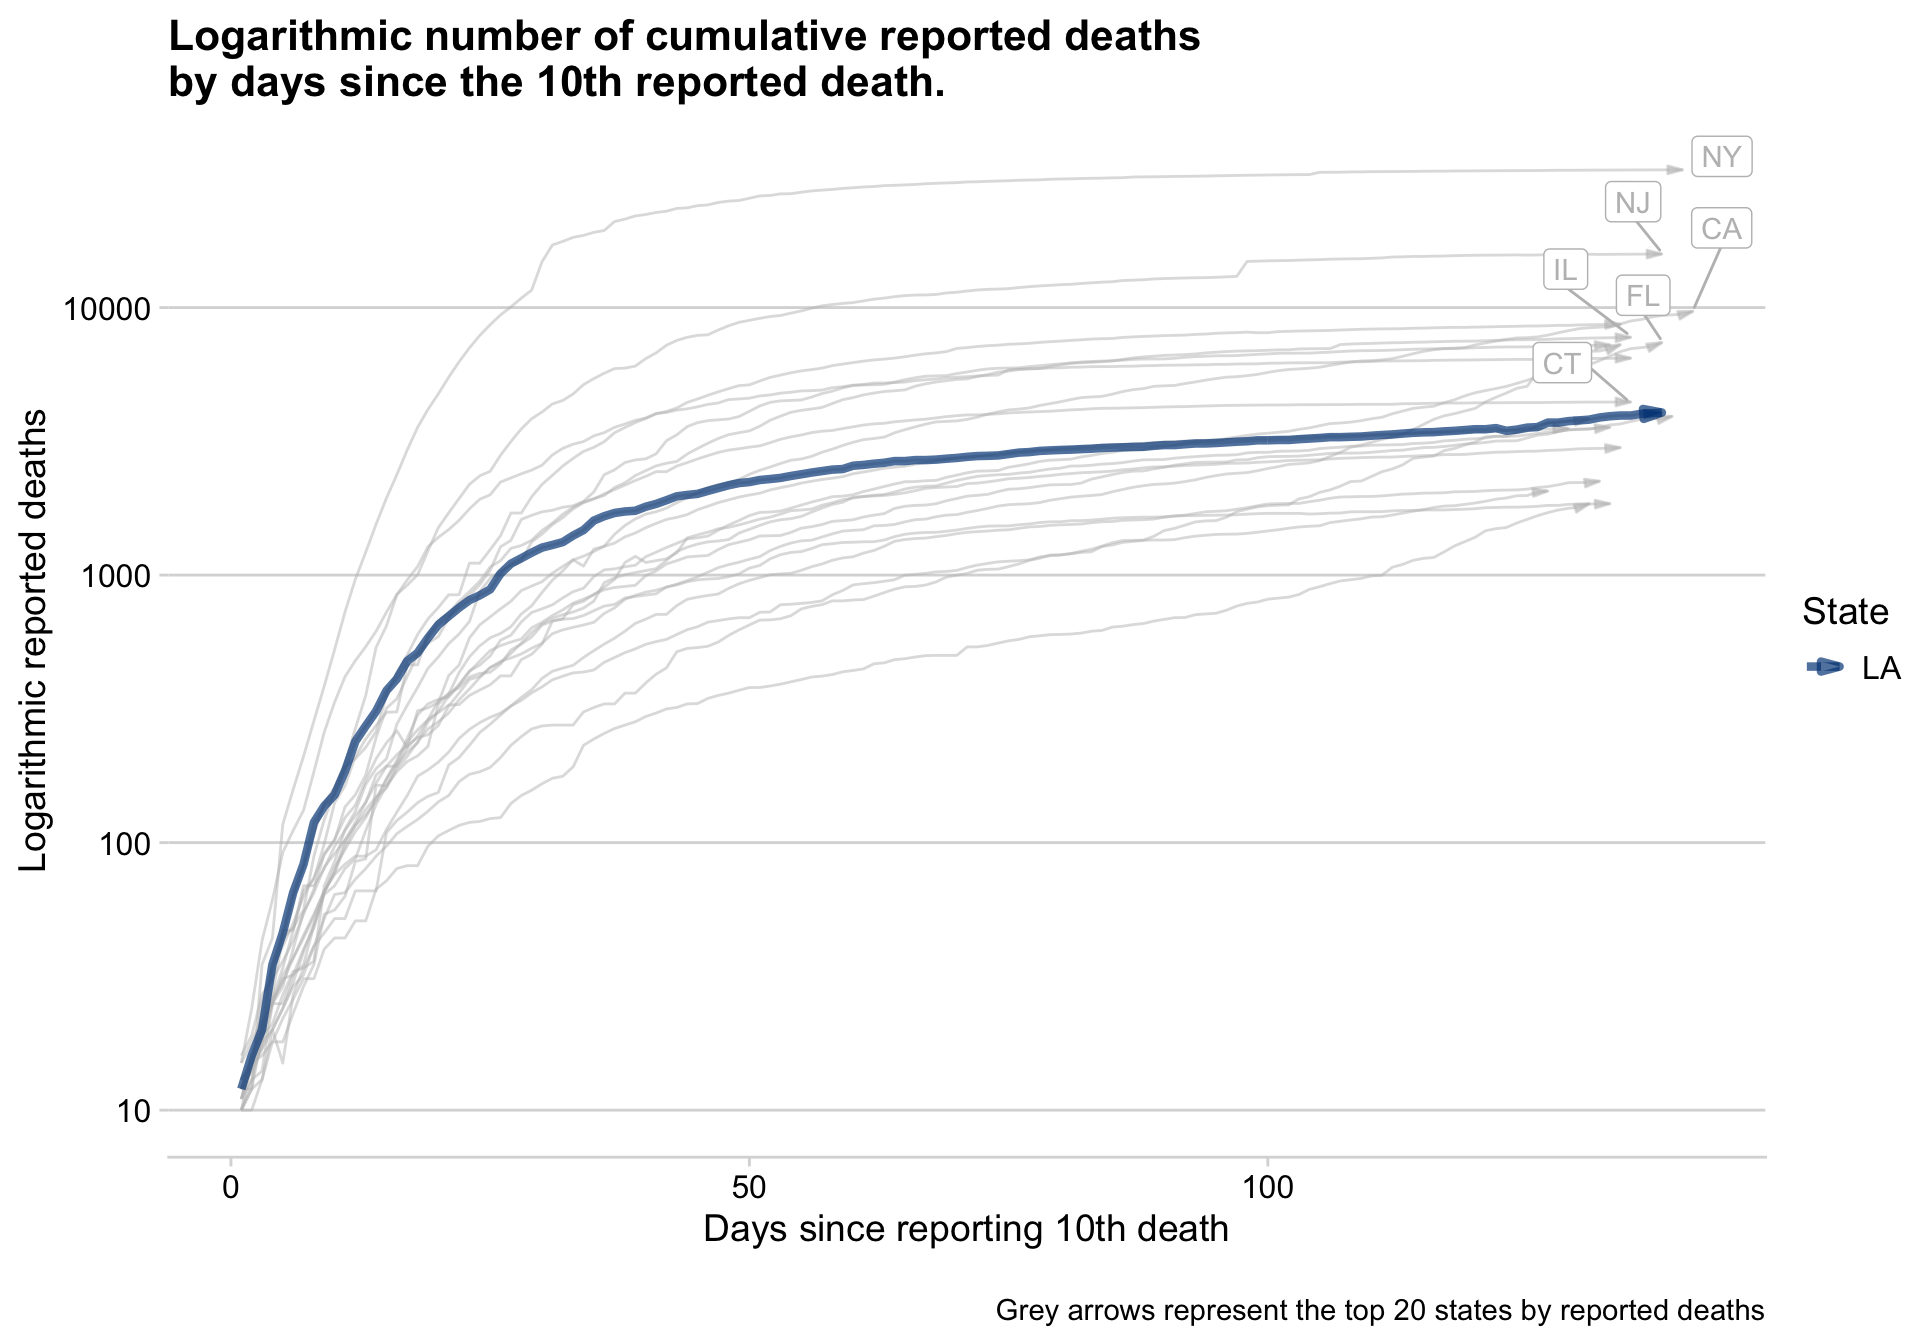 Logarithmic number of cumulative reported deaths
by days since the 10th reported death.
NY
NJ
CA
IL
FL
CT
10000
1000
100
10
Logarithmic reported deaths
0
50
100
Days since reporting 10th death
State
LA
Grey arrows represent the top 20 states by reported deaths